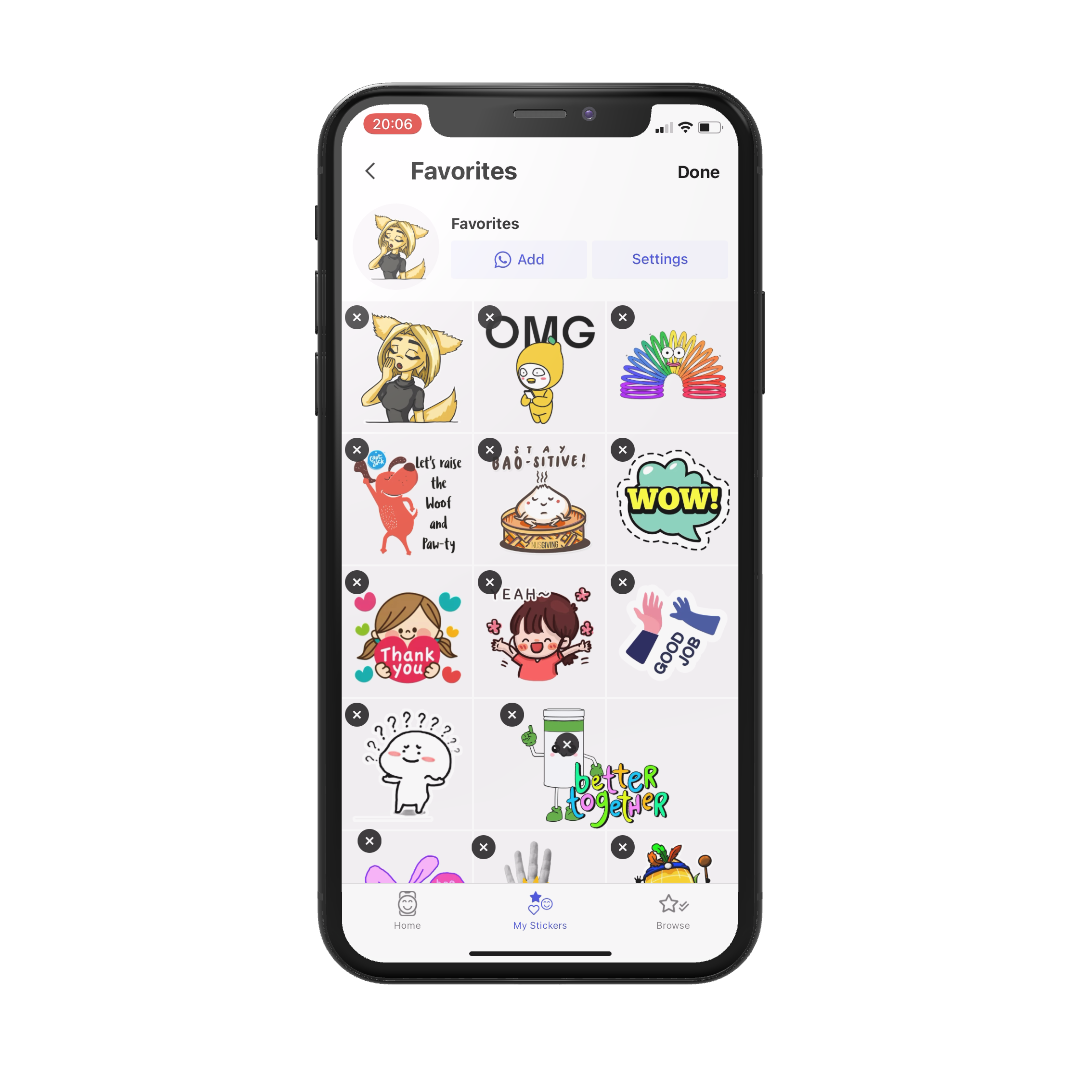 20:06
Favorites
Done
Favorites
Add
Settings
OMG
Let's raise
the
Woof
and
Paw-ty
STAY
BAO-SITIVE!
WOW!
Thank
you
YEAH~
GOOD
JOB
? ? ? ? ? ? ? ?
better
together
Home
My Stickers
Browse